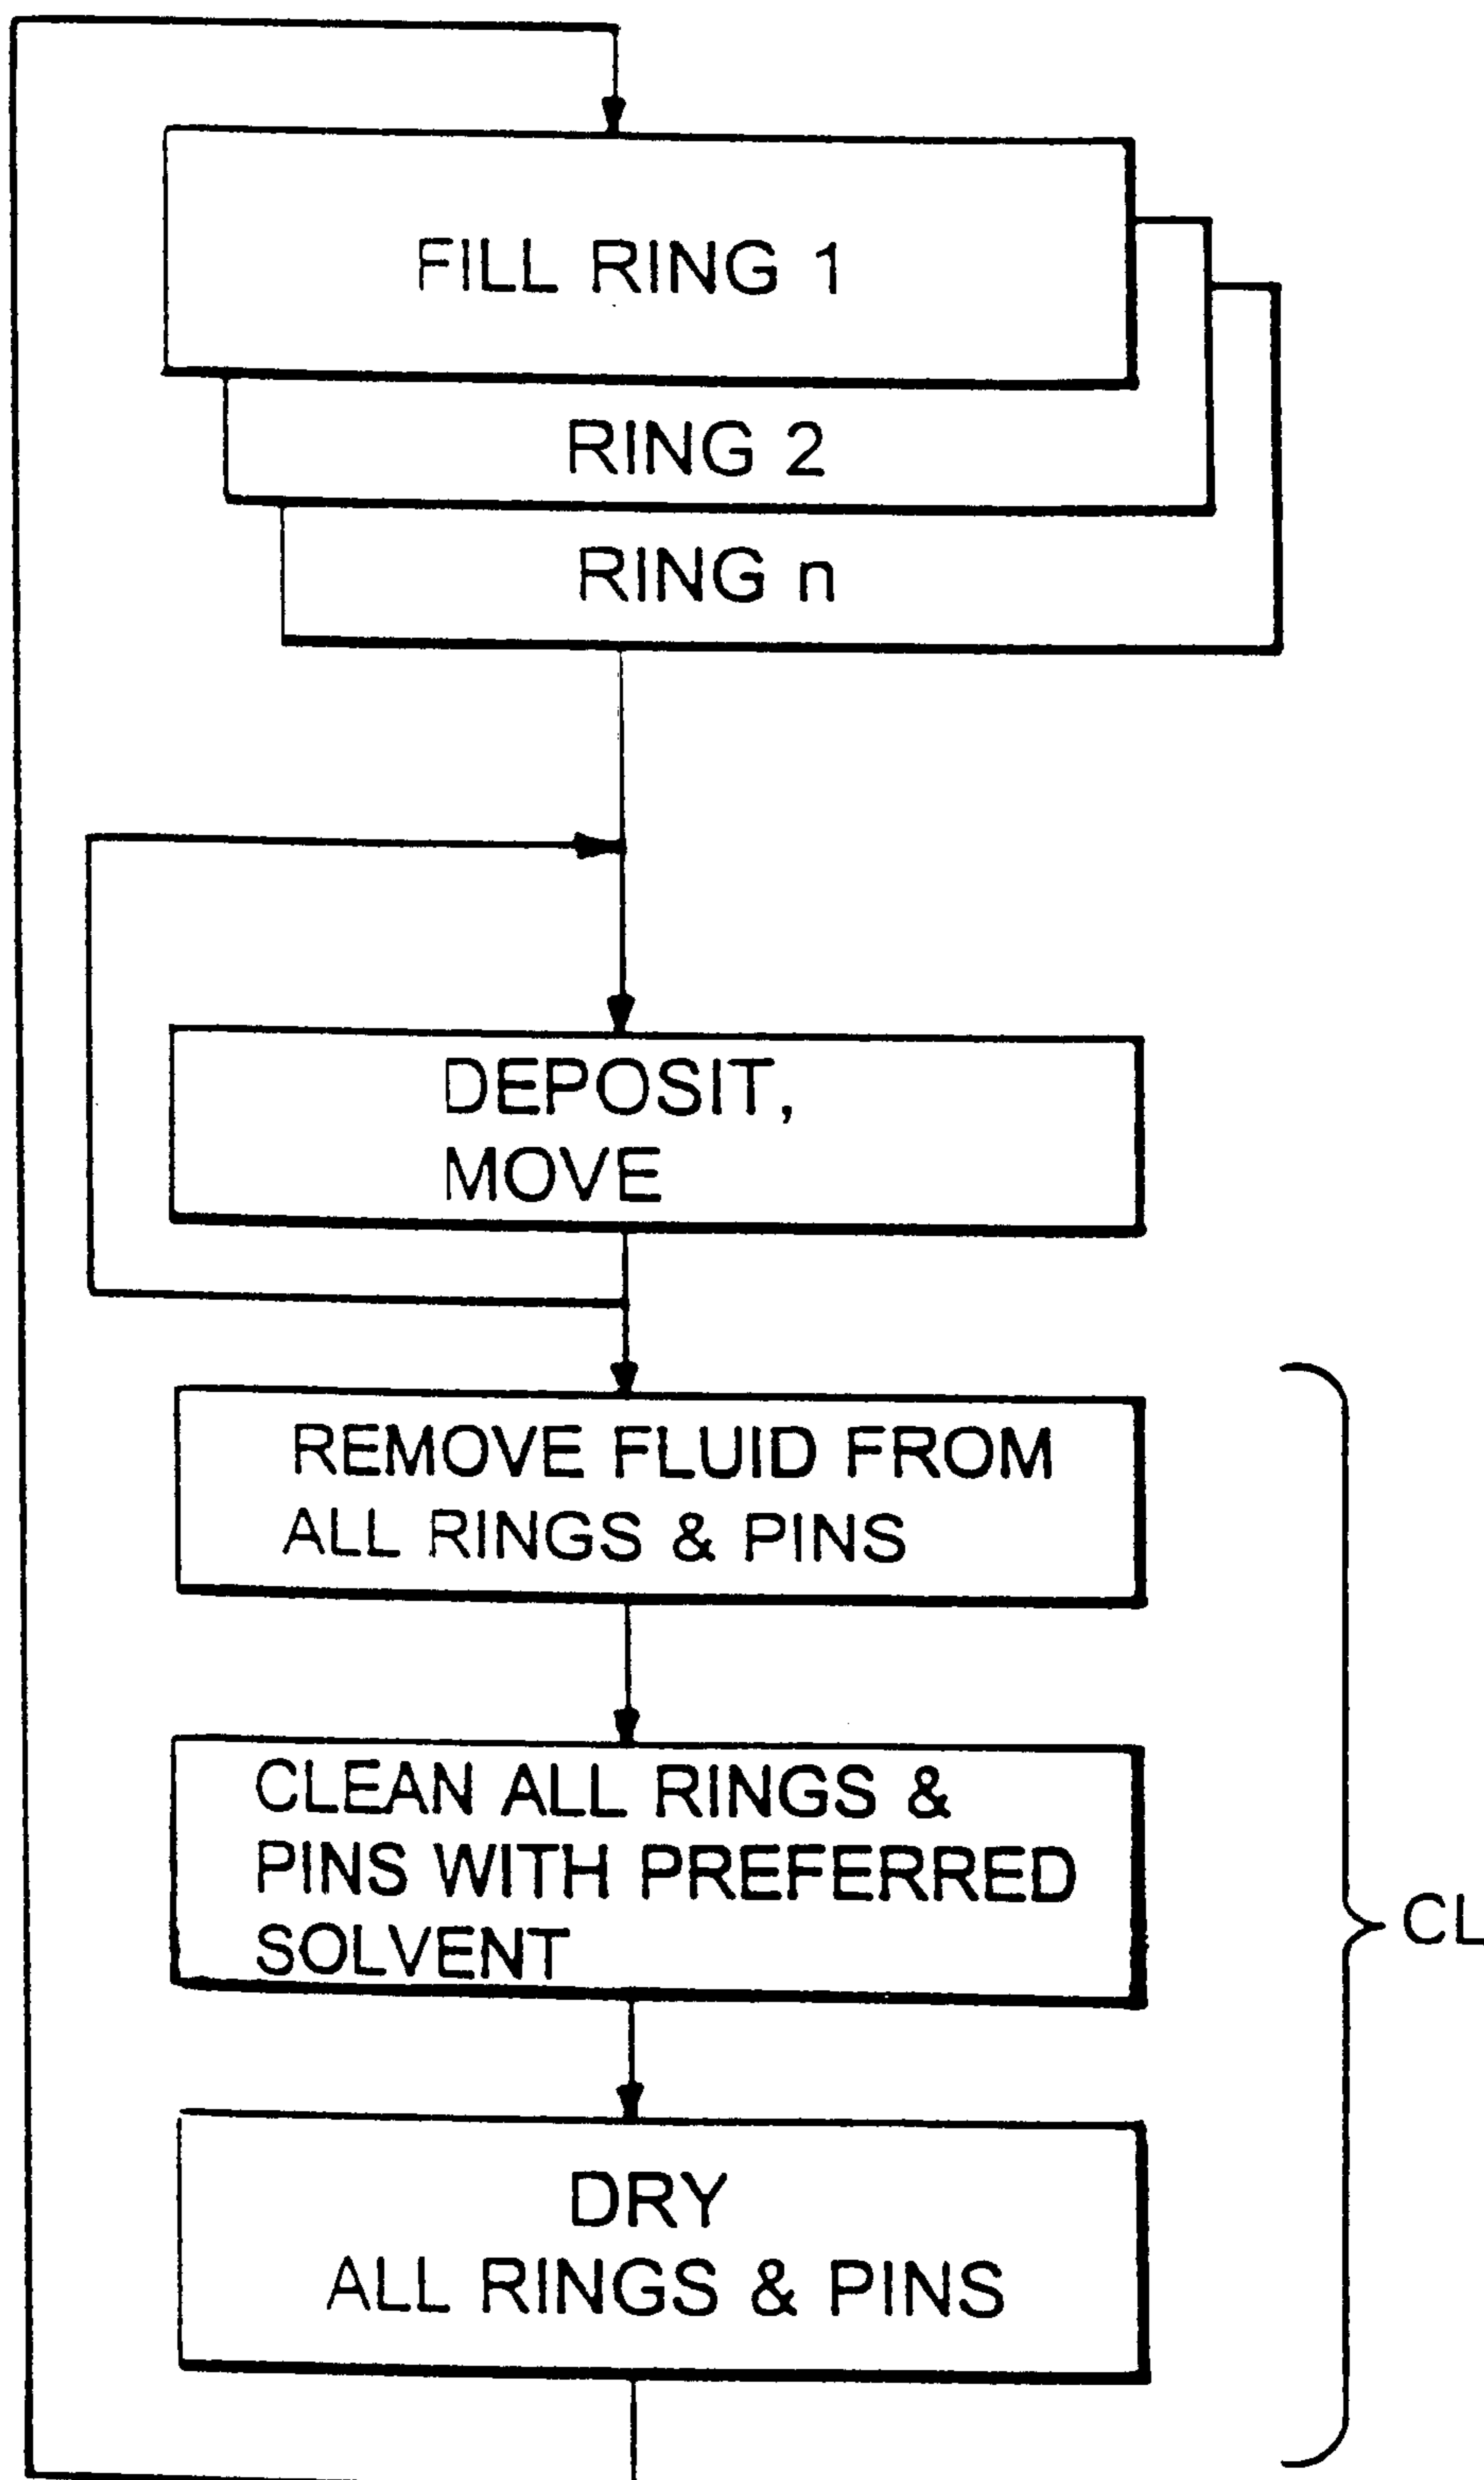 FILL RING 1
RING 2
RING n
DEPOSIT,
MOVE
REMOVE FLUID FROM
ALL RINGS & PINS
CLEAN ALL RINGS &
PINS WITH PREFERRED
SOLVENT
CL
DRY
ALL RINGS & PINS